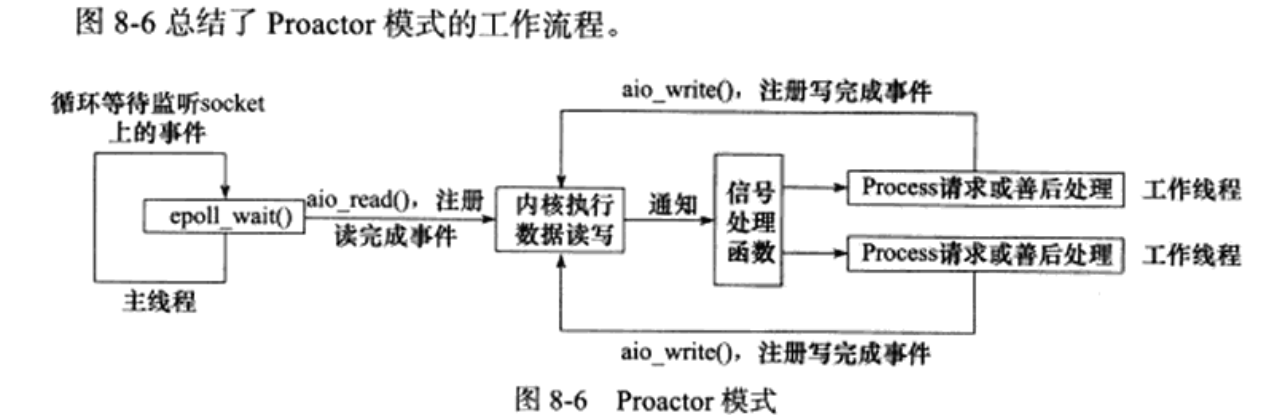 图 8-6 总结了 Proactor 模式的工作流程。
循环等待监听socket
上的事件
epoll_wait()
主线程
aio_read(), 注册
读完成事件
内核执行
数据读写
通知
信号
处理
函数
aio_write(), 注册写完成事件
Process请求或善后处理
工作线程
Process请求或善后处理
工作线程
aio_write(), 注册写完成事件
图 8-6 Proactor 模式